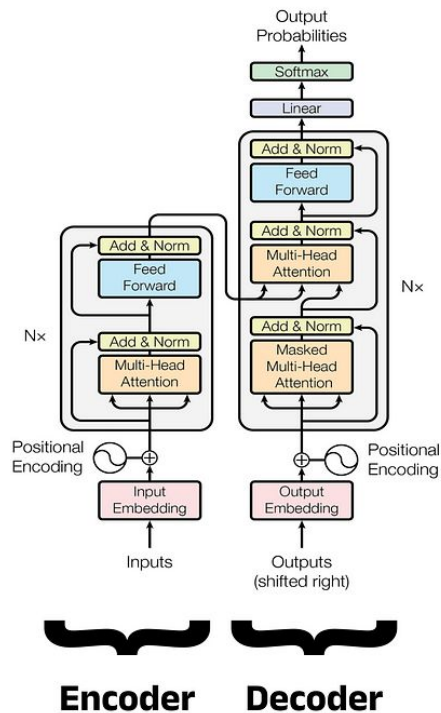 Output
Probabilities
Softmax
Linear
Add & Norm
Feed
Forward
Add & Norm
Multi-Head
Attention
Nx
Add & Norm
Masked
Multi-Head
Attention
Positional
Encoding
Output
Embedding
Outputs
(shifted right)
Add & Norm
Feed
Forward
Nx
Add & Norm
Multi-Head
Attention
Positional
Encoding
Input
Embedding
Inputs
Encoder
Decoder